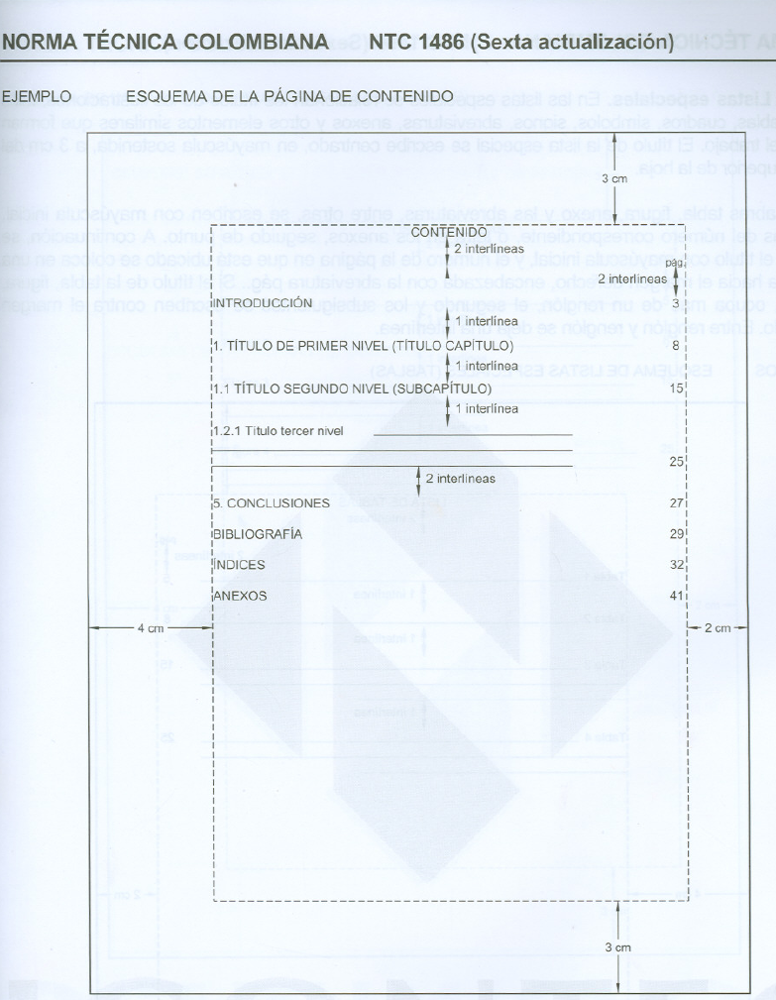 NORMA TÉCNICA COLOMBIANA NTC 1486 (Sexta actualización)
EJEMPLO ESQUEMA DE LA PÁGINA DE CONTENIDO
3 cm
CONTENIDO
2 interlineas
pág.
2 interlineas
INTRODUCCIÓN 3
1 interlinea
1. TÍTULO DE PRIMER NIVEL (TÍTULO CAPÍTULO) 8
1 interlinea
1.1 TÍTULO SEGUNDO NIVEL (SUBCAPÍTULO) 15
1 interlinea
1.2.1 Titulo tercer nivel
25
2 interlineas
5. CONCLUSIONES 27
BIBLIOGRAFÍA 29
ÍNDICES 32
ANEXOS 41
4 cm 2 cm
3 cm